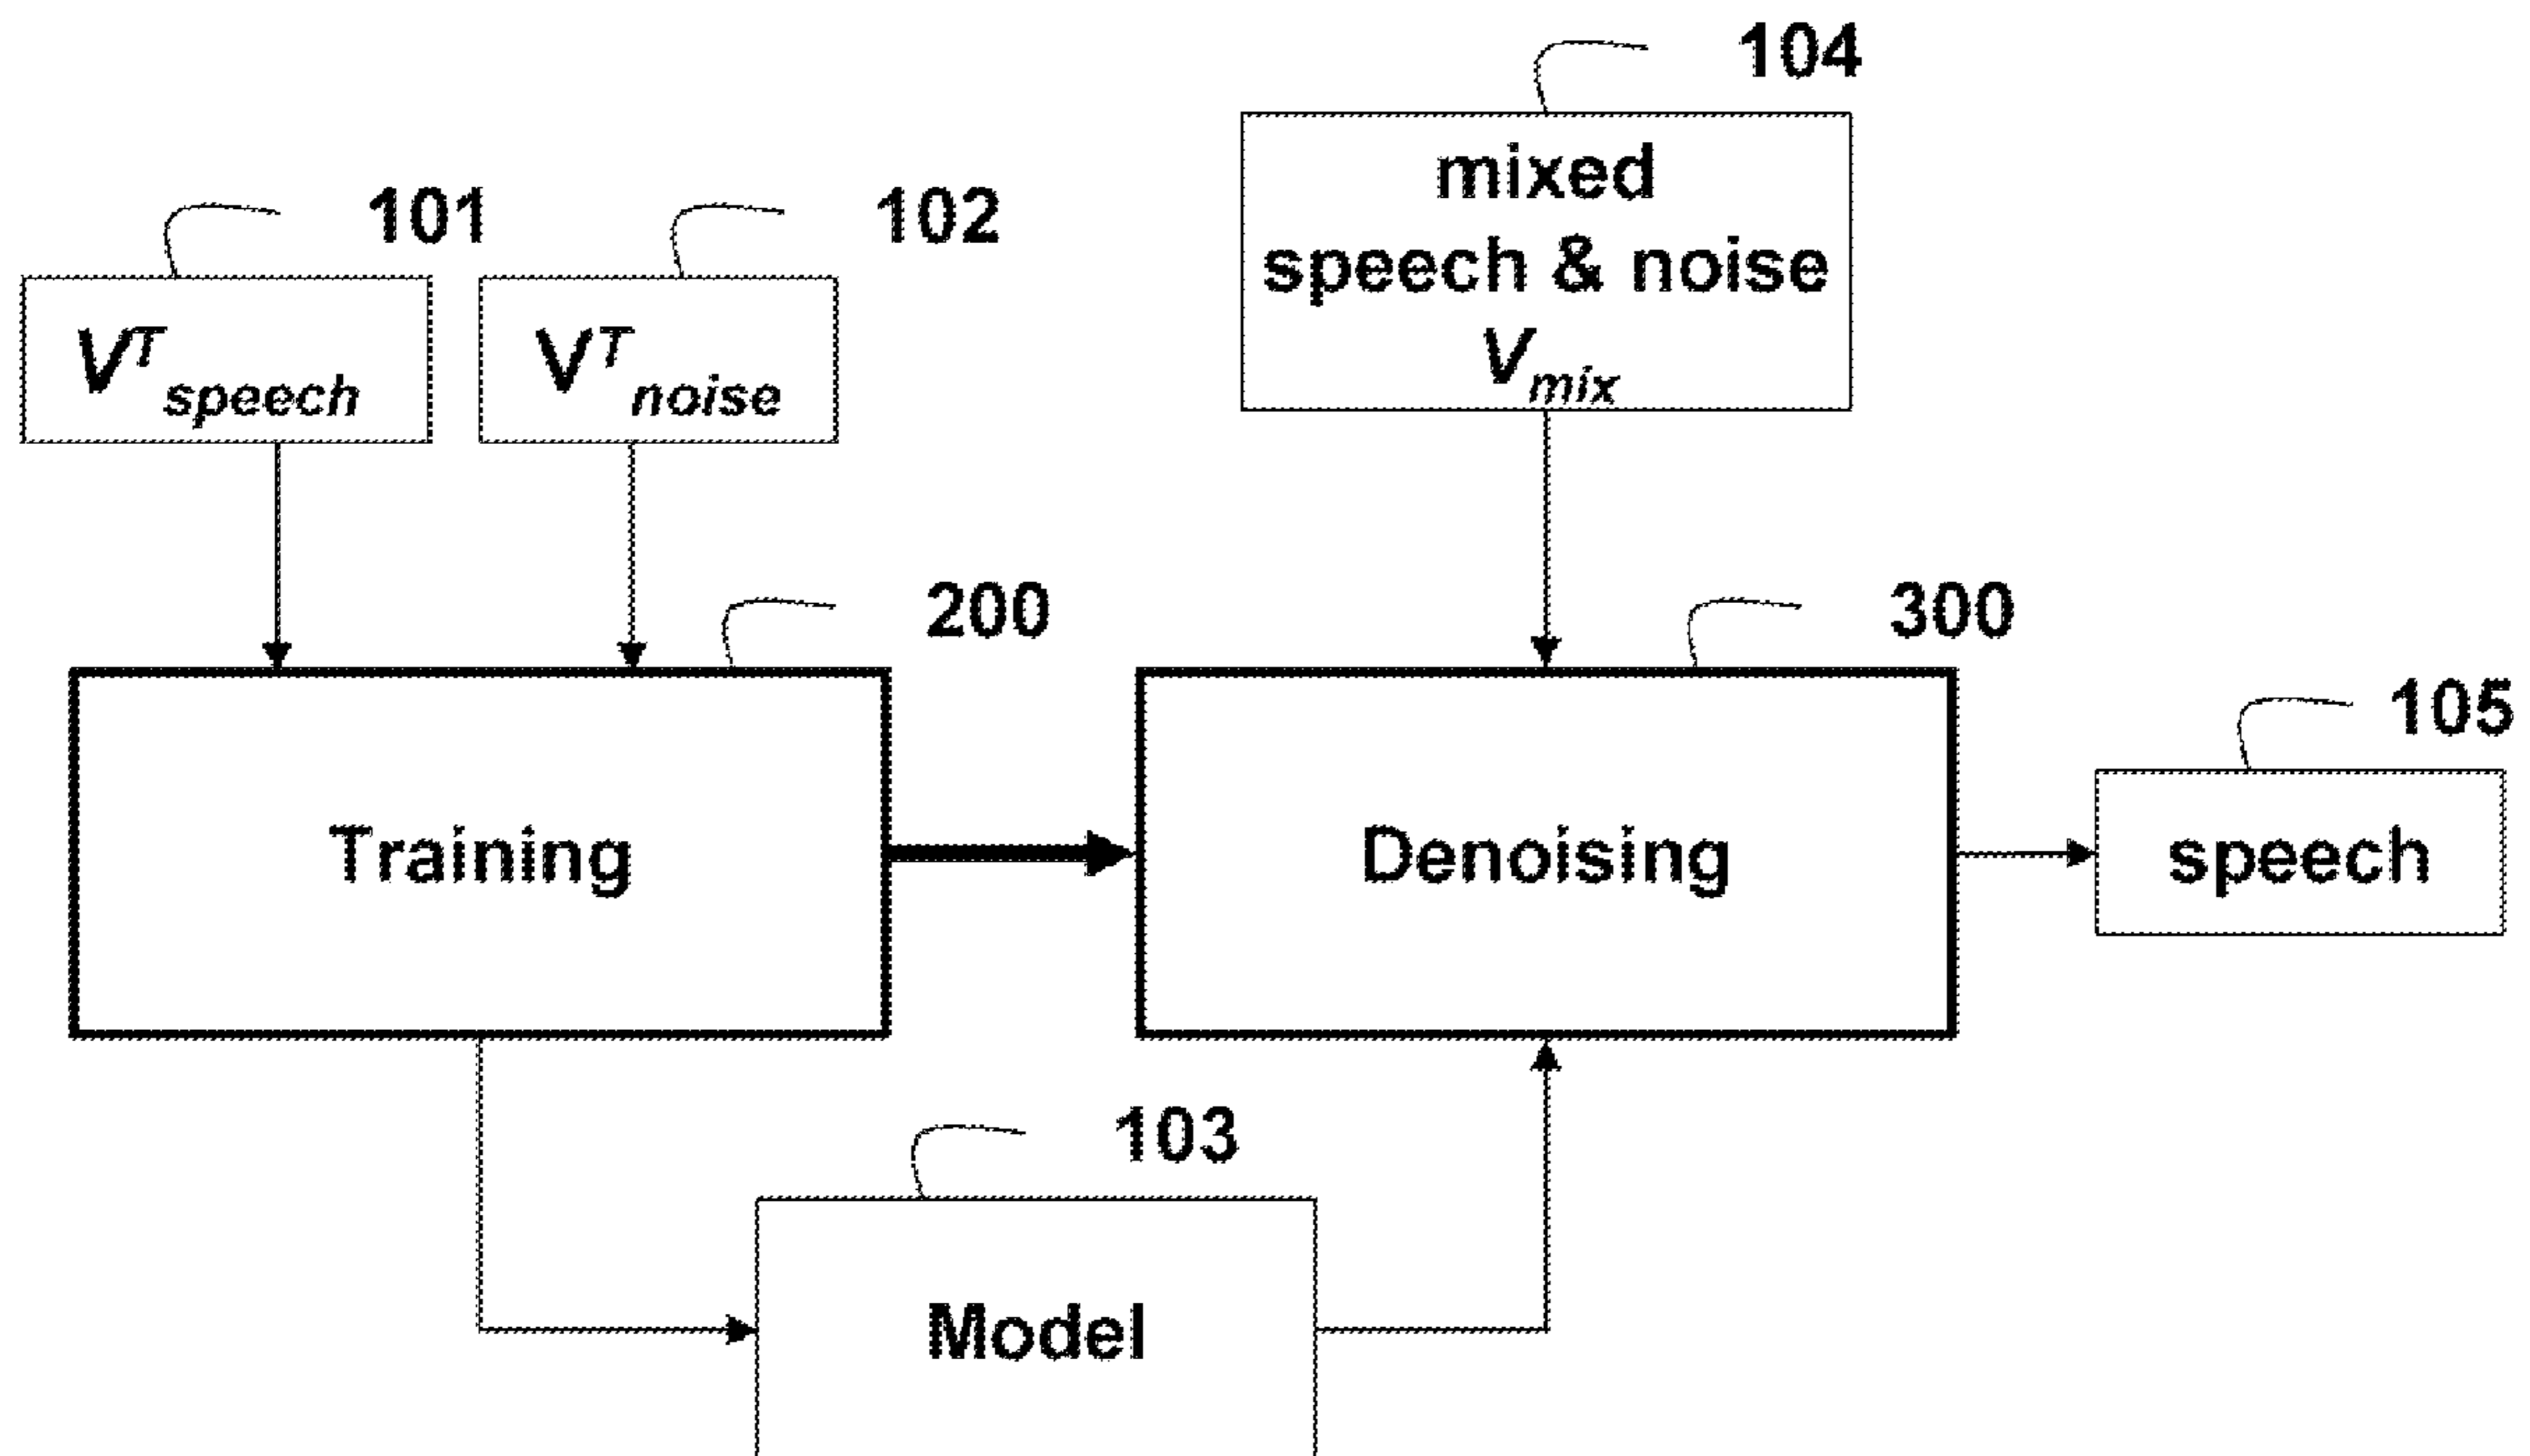 104
mixed
speech & noise
V_mix
101
102
V^T_speech
V^T_noise
200
300
105
Training
Denoising
speech
103
Model